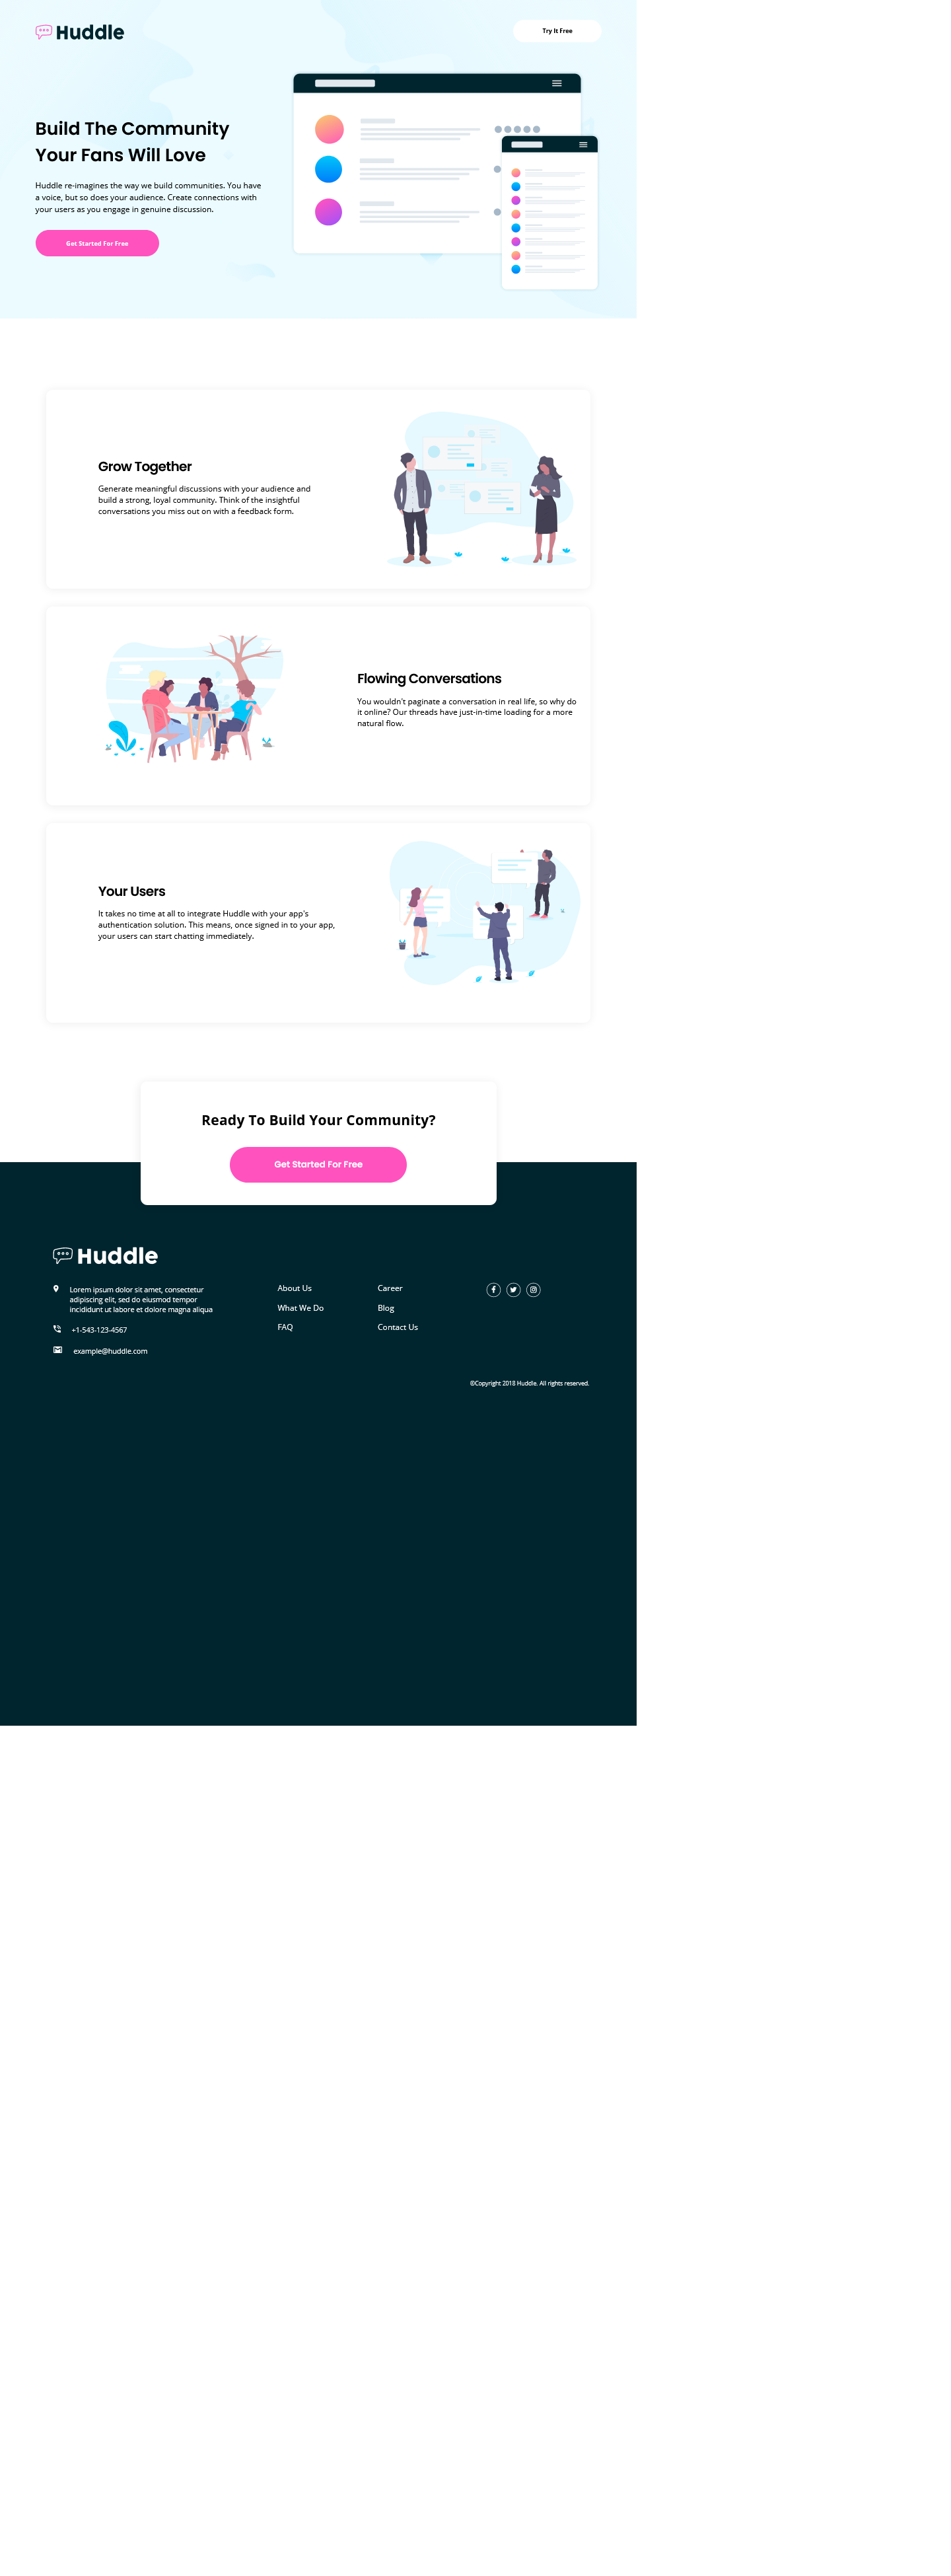 Huddle
Try It Free
Build The Community
Your Fans Will Love
Huddle re-imagines the way we build communities. You have
a voice, but so does your audience. Create connections with
your users as you engage in genuine discussion.
Get Started For Free
Grow Together
Generate meaningful discussions with your audience and
build a strong, loyal community. Think of the insightful
conversations you miss out on with a feedback form.
Flowing Conversations
You wouldn't paginate a conversation in real life, so why do
it online? Our threads have just-in-time loading for a more
natural flow.
Your Users
It takes no time at all to integrate Huddle with your app's
authentication solution. This means, once signed in to your app,
your users can start chatting immediately.
Ready To Build Your Community?
Get Started For Free
Huddle
Lorem ipsum dolor sit amet, consectetur
adipiscing elit, sed do eiusmod tempor
incididunt ut labore et dolore magna aliqua
+1-543-123-4567
example@huddle.com
About Us
What We Do
FAQ
Career
Blog
Contact Us
©Copyright 2018 Huddle. All rights reserved.